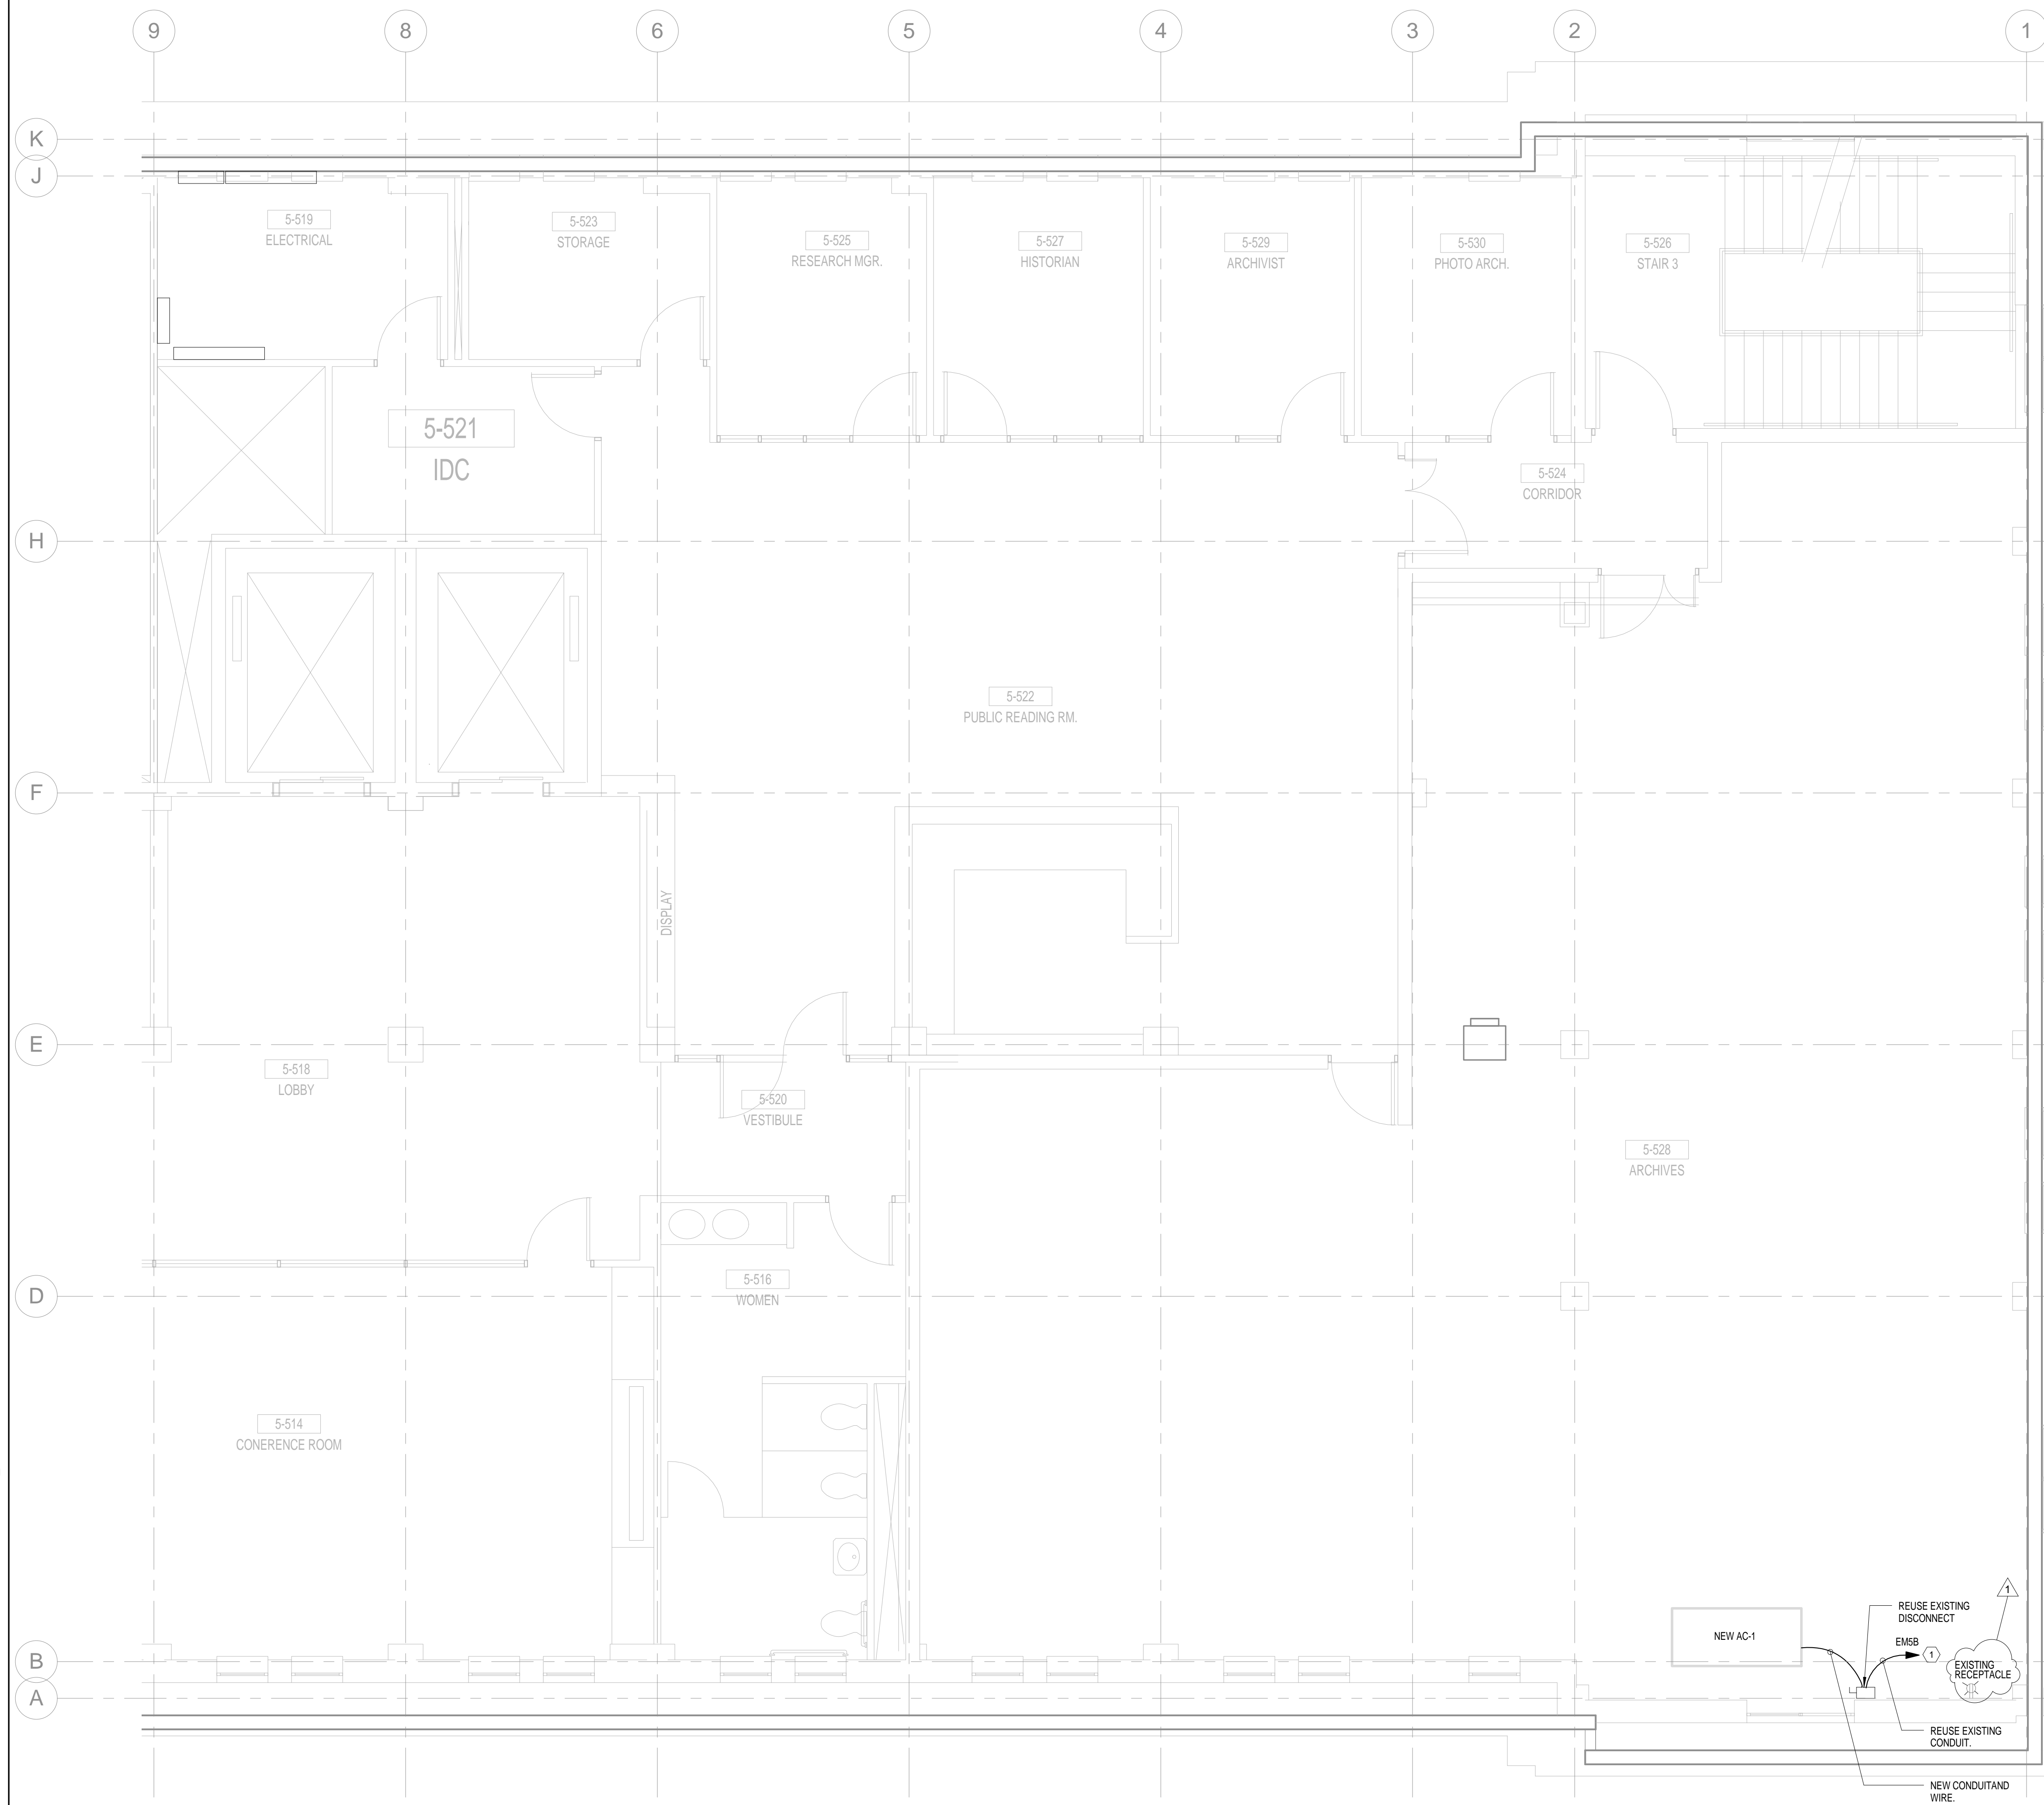 9
8
6
5
4
3
2
1
K
J
5-519
ELECTRICAL
5-523
STORAGE
5-525
RESEARCH MGR.
5-527
HISTORIAN
5-529
ARCHIVIST
5-530
PHOTO ARCH.
5-526
STAIR 3
5-521
IDC
5-524
CORRIDOR
H
5-522
PUBLIC READING RM.
F
DISPLAY
E
5-518
LOBBY
5-520
VESTIBULE
5-528
ARCHIVES
D
5-516
WOMEN
5-514
CONERENCE ROOM
1
REUSE EXISTING
DISCONNECT
NEW AC-1
EM5B
1
EXISTING
RECEPTACLE
B
A
REUSE EXISTING
CONDUIT.
NEW CONDUITAND
WIRE.